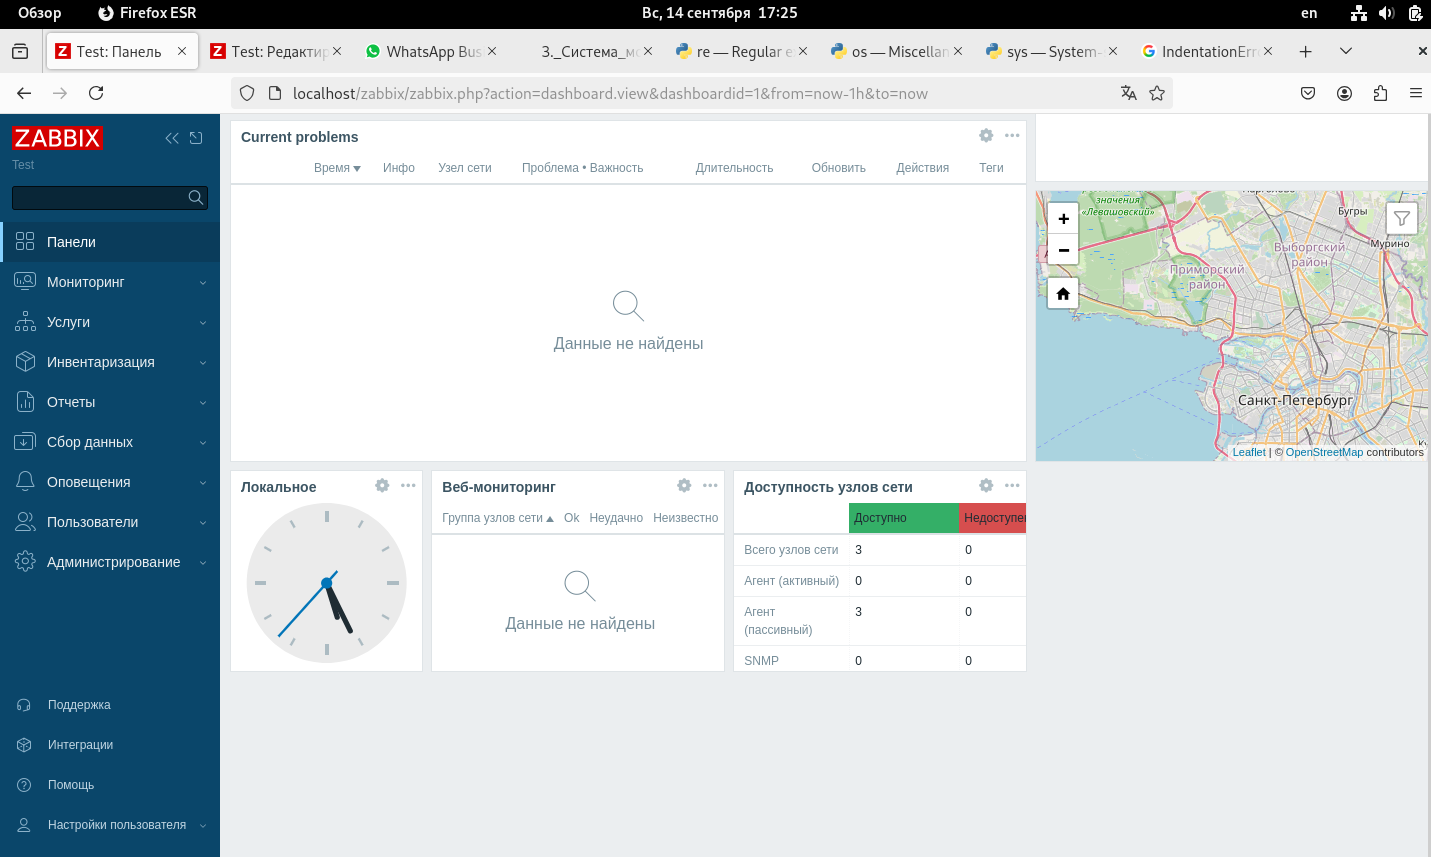 Обзор Firefox ESR Вс, 14 сентября 17:25 en
Test: Панель Test: Редактир WhatsApp Bus 3._Система_мо re — Regular e os — Miscellan sys — System- IndentationErr
localhost/zabbix/zabbix.php?action=dashboard.view&dashboardid=1&from=now-1h&to=now
ZABBIX
Test
Панели
Мониторинг
Услуги
Инвентаризация
Отчеты
Сбор данных
Оповещения
Пользователи
Администрирование
Поддержка
Интеграции
Помощь
Настройки пользователя
Current problems
Время Инфо Узел сети Проблема • Важность Длительность Обновить Действия Теги
Данные не найдены
значения
«Левашовский»
Бугры
Мурино
Выборгский
район
Приморский
район
Санкт-Петербург
+
−
Leaflet | © OpenStreetMap contributors
Локальное
Веб-мониторинг
Группа узлов сети Ok Неудачно Неизвестно
Данные не найдены
Доступность узлов сети
Доступно Недоступен
Всего узлов сети 3 0
Агент (активный) 0 0
Агент
(пассивный) 3 0
SNMP 0 0